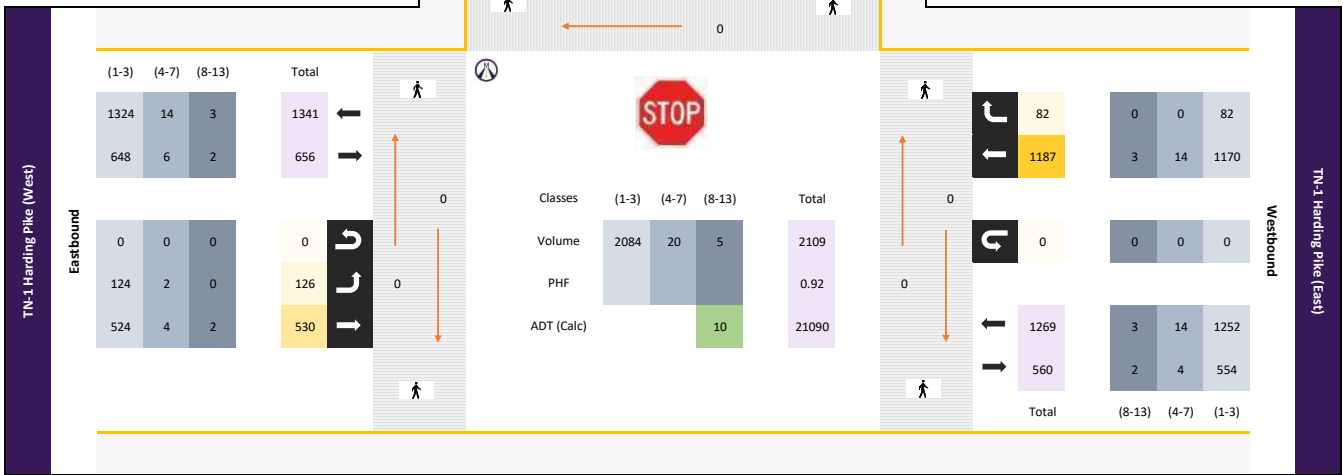 0
(1-3) (4-7) (8-13) Total
1324 14 3 1341
648 6 2 656
0 0 0 0
124 2 0 126
524 4 2 530
TN-1 Harding Pike (West)
Eastbound
0
0
STOP
Classes (1-3) (4-7) (8-13) Total
Volume 2084 20 5 2109
PHF 0.92
ADT (Calc) 10 21090
0
0
82 0 0 82
1187 3 14 1170
0 0 0 0
1269 3 14 1252
560 2 4 554
Total (8-13) (4-7) (1-3)
Westbound
TN-1 Harding Pike (East)